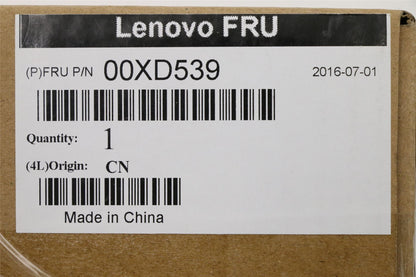 Lenovo FRU
(P)FRU P/N 00XD539 2016-07-01
Quantity: 1
(4L)Origin: CN
Made in China